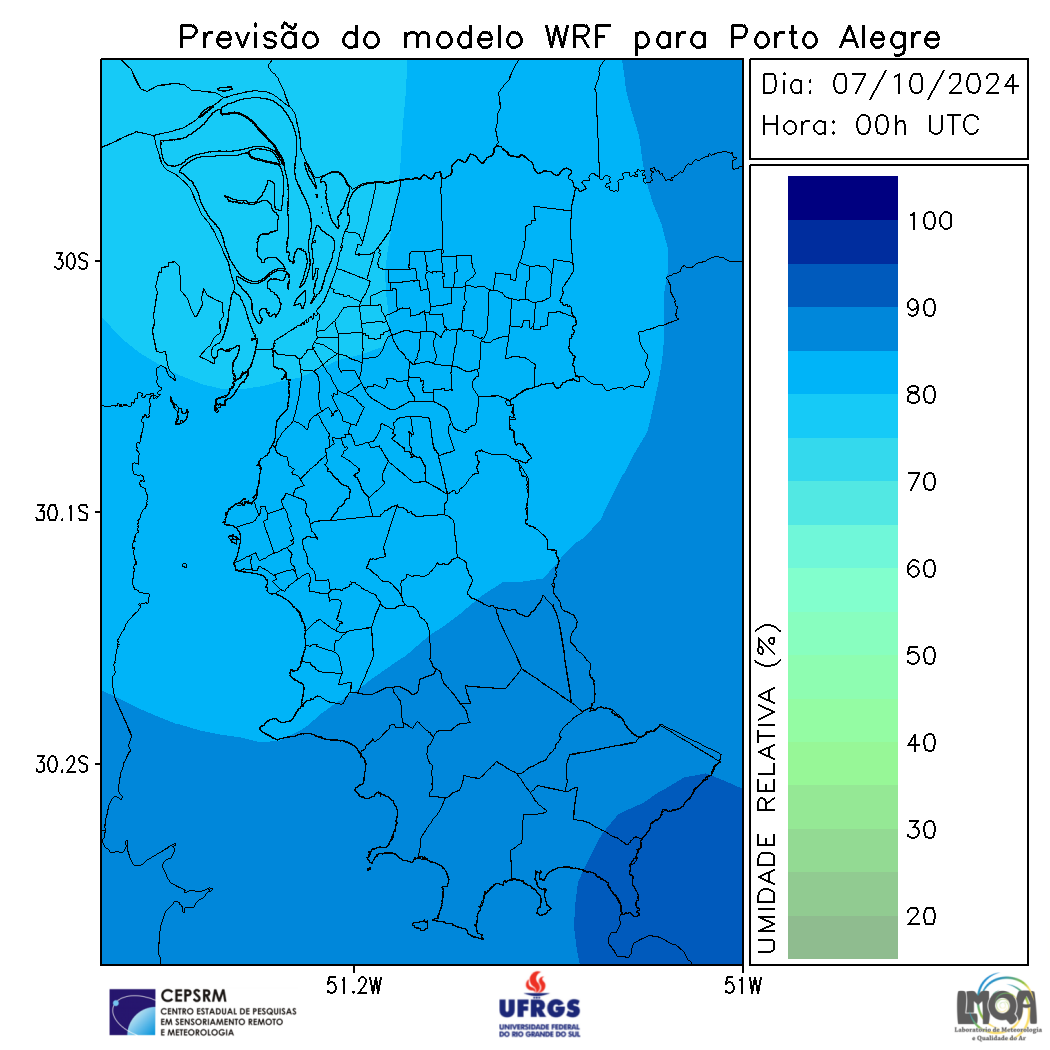 Previsão do modelo WRF para Porto Alegre
Dia: 07/10/2024
Hora: 00h UTC
30S
30.1S
30.2S
51.2W
51W
UMIDADE RELATIVA (%)
100
90
80
70
60
50
40
30
20
CEPSRM
CENTRO ESTADUAL DE PESQUISAS
EM SENSORIAMENTO REMOTO
E METEOROLOGIA
UFRGS
UNIVERSIDADE FEDERAL
DO RIO GRANDE DO SUL
LMQA
Laboratório de Meteorologia
e Qualidade do Ar